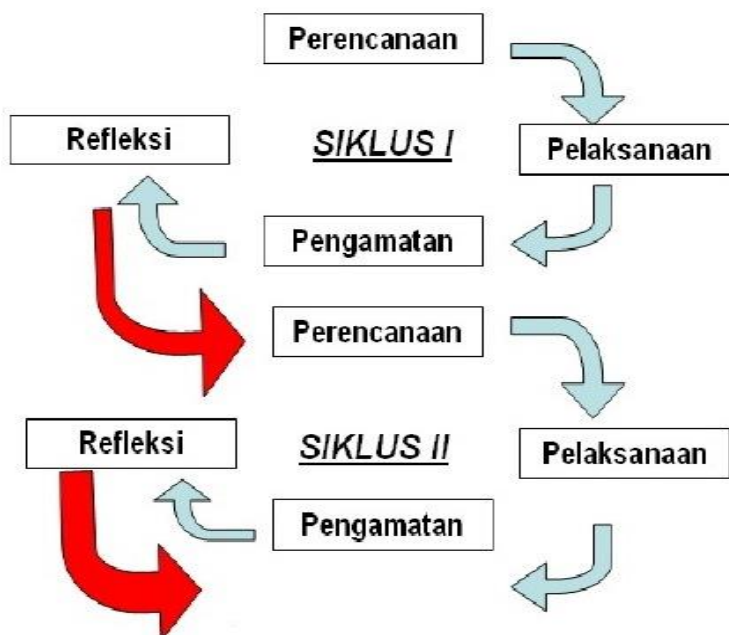 Perencanaan
Refleksi
SIKLUS I
Pelaksanaan
Pengamatan
Perencanaan
Refleksi
SIKLUS II
Pelaksanaan
Pengamatan